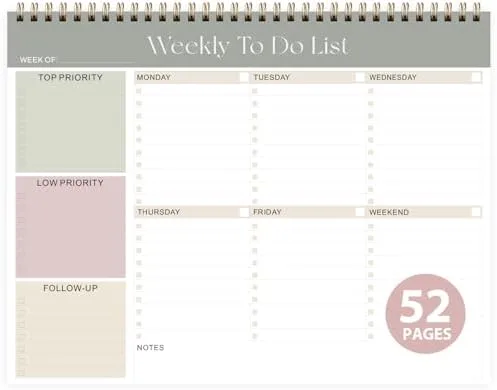 Weekly To Do List
WEEK OF:
TOP PRIORITY
LOW PRIORITY
FOLLOW-UP
MONDAY
TUESDAY
WEDNESDAY
THURSDAY
FRIDAY
WEEKEND
NOTES
52
PAGES